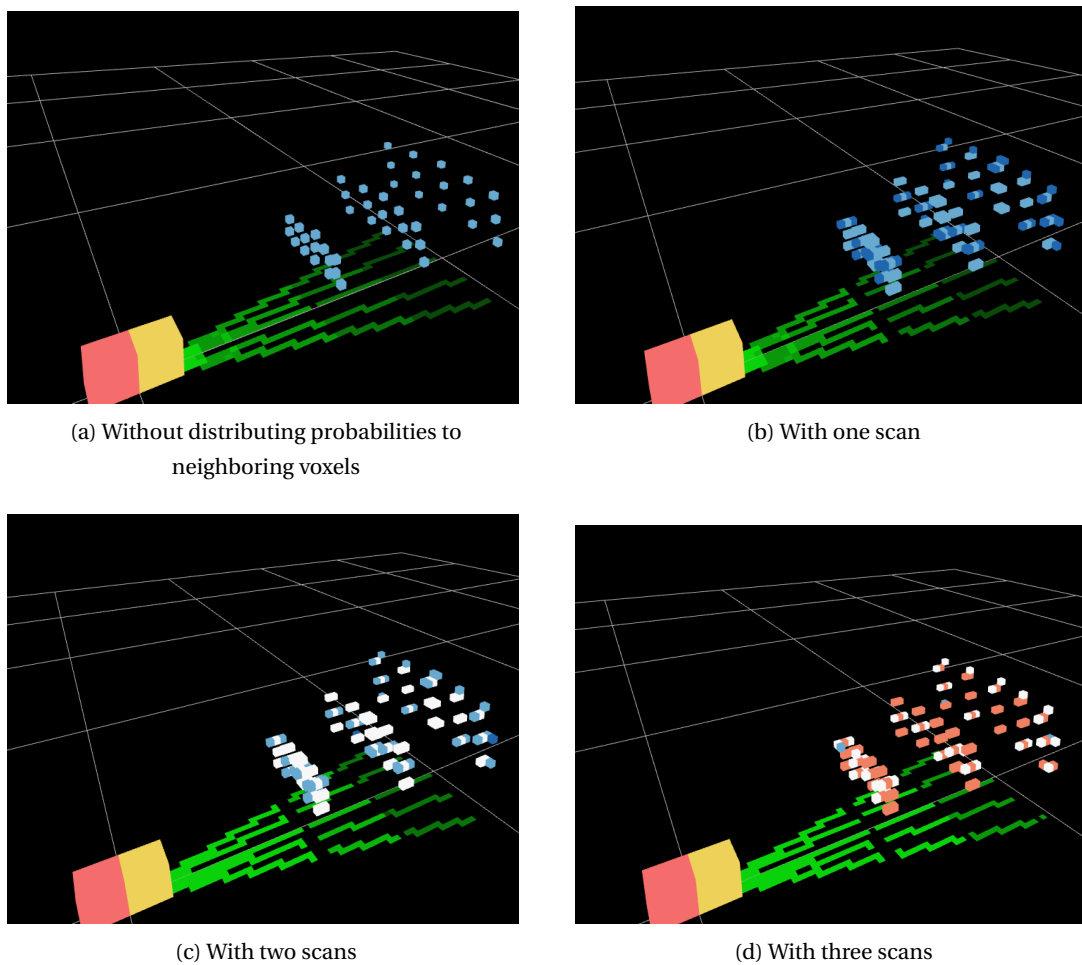 (a) Without distributing probabilities to
neighboring voxels
(b) With one scan
(c) With two scans
(d) With three scans